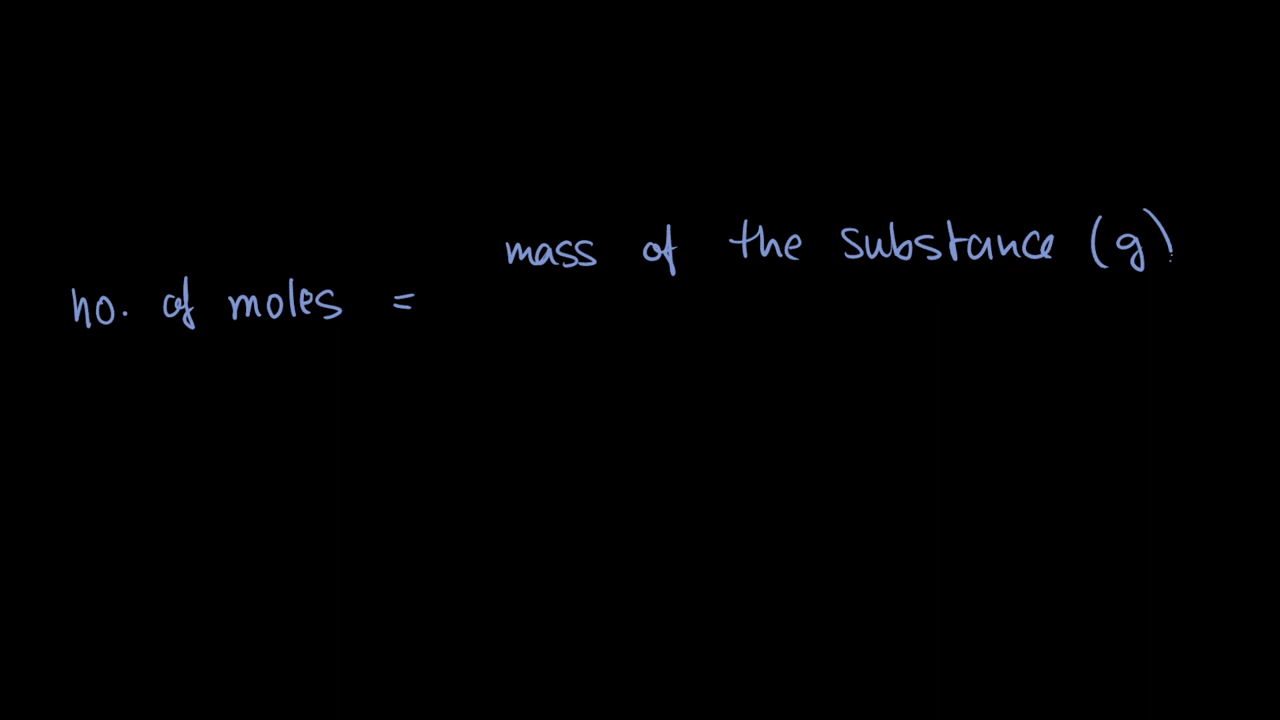 mass of the substance (g)
no. of moles =